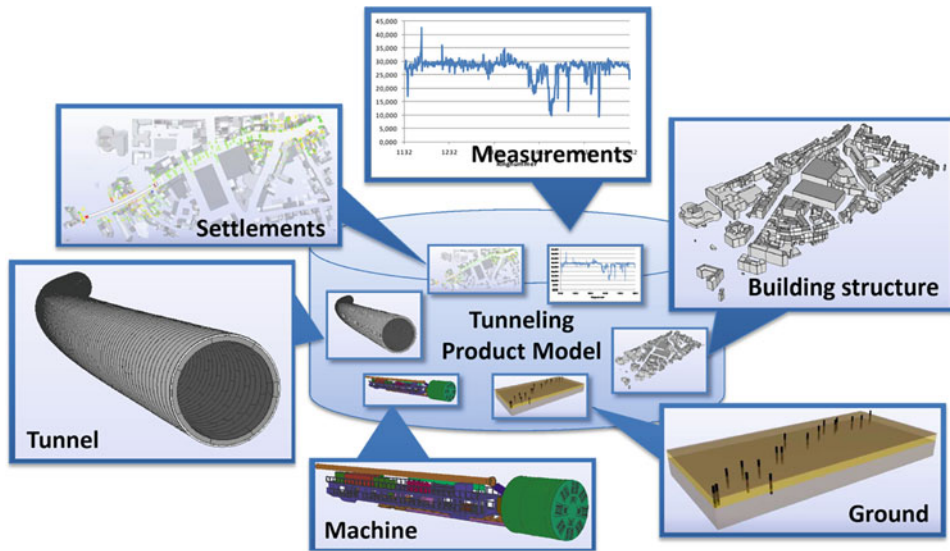 45,000
40,000
35,000
30,000
25,000
20,000
15,000
10,000
5,000
0,000
1132
1232
Measurements
Settlements
Building structure
Tunneling
Product Model
Tunnel
Machine
Ground